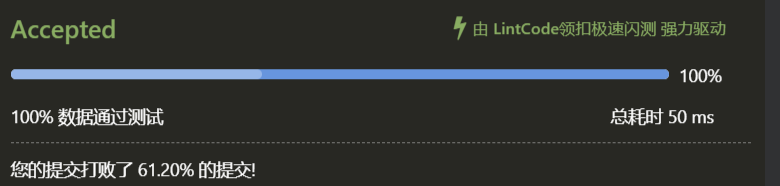 Accepted
由 LintCode领扣极速闪测 强力驱动
100%
100% 数据通过测试
总耗时 50 ms
您的提交打败了 61.20% 的提交!